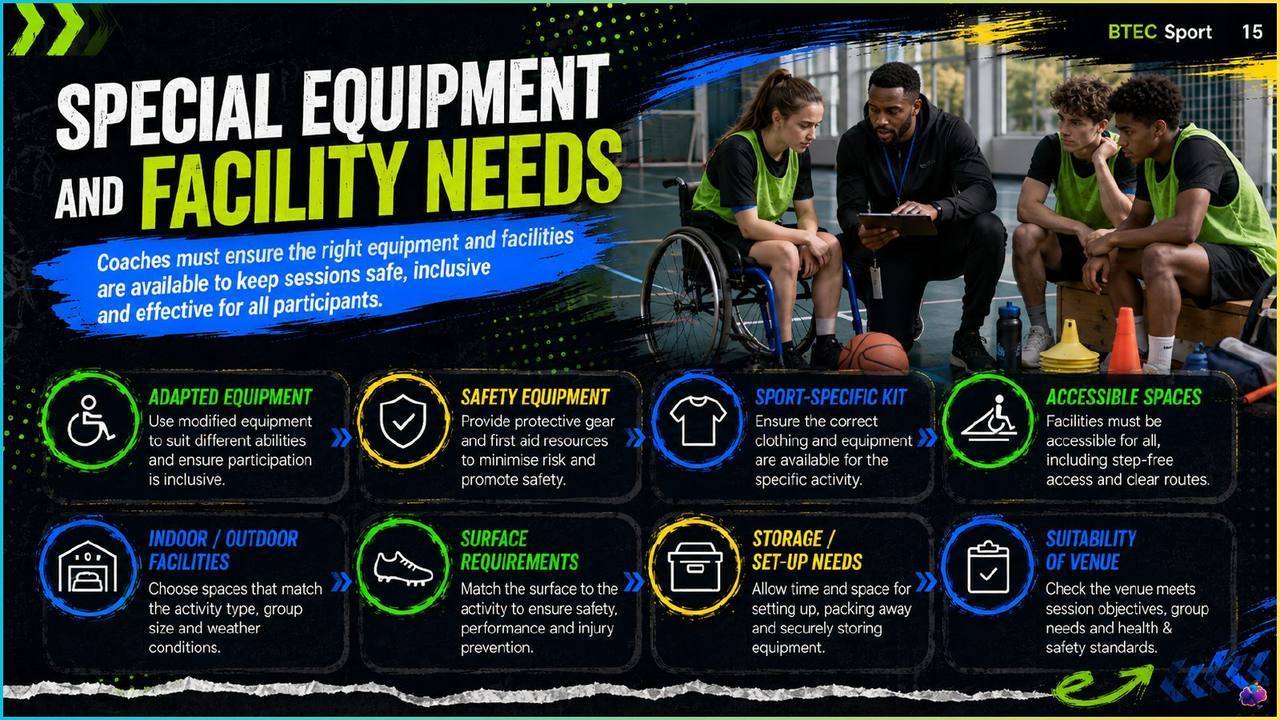 BTEC Sport 15
SPECIAL EQUIPMENT
AND FACILITY NEEDS
Coaches must ensure the right equipment and facilities
are available to keep sessions safe, inclusive
and effective for all participants.
ADAPTED EQUIPMENT
Use modified equipment
to suit different abilities
and ensure participation
is inclusive.
SAFETY EQUIPMENT
Provide protective gear
and first aid resources
to minimise risk and
promote safety.
SPORT-SPECIFIC KIT
Ensure the correct
clothing and equipment
are available for the
specific activity.
ACCESSIBLE SPACES
Facilities must be
accessible for all,
including step-free
access and clear routes.
INDOOR / OUTDOOR
FACILITIES
Choose spaces that match
the activity type, group
size and weather
conditions.
SURFACE
REQUIREMENTS
Match the surface to the
activity to ensure safety,
performance and injury
prevention.
STORAGE /
SET-UP NEEDS
Allow time and space for
setting up, packing away
and securely storing
equipment.
SUITABILITY
OF VENUE
Check the venue meets
session objectives, group
needs and health &
safety standards.